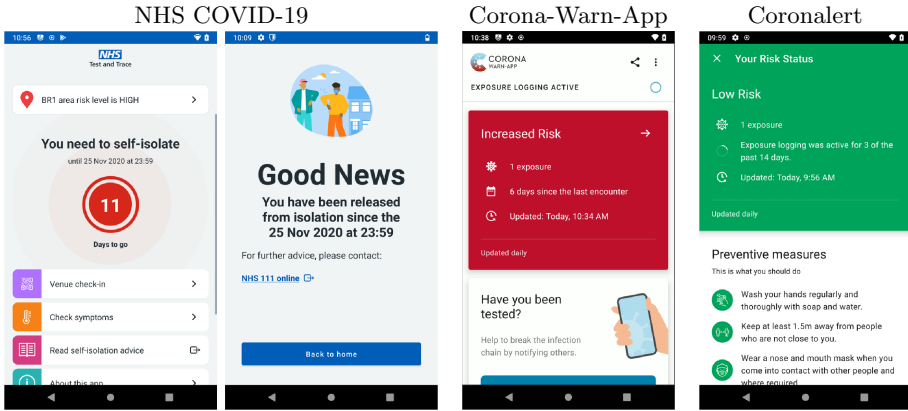 NHS COVID-19
Corona-Warn-App
Coronalert
10:56
NHS
Test and Trace
BR1 area risk level is HIGH
You need to self-isolate
until 25 Nov 2020 at 23:59
11
Days to go
Venue check-in
Check symptoms
Read self-isolation advice
About this app
10:09
Good News
You have been released
from isolation since the
25 Nov 2020 at 23:59
For further advice, please contact:
NHS 111 online
Back to home
10:38
CORONA
WARN-APP
EXPOSURE LOGGING ACTIVE
Increased Risk
1 exposure
6 days since the last encounter
Updated: Today, 10:34 AM
Updated daily
Have you been
tested?
Help to break the infection
chain by notifying others.
09:59
Your Risk Status
Low Risk
1 exposure
Exposure logging was active for 3 of the
past 14 days.
Updated: Today, 9:56 AM
Updated daily
Preventive measures
This is what you should do
Wash your hands regularly and
thoroughly with soap and water.
Keep at least 1.5m away from people
who are not close to you.
Wear a nose and mouth mask when you
come into contact with other people and
where required